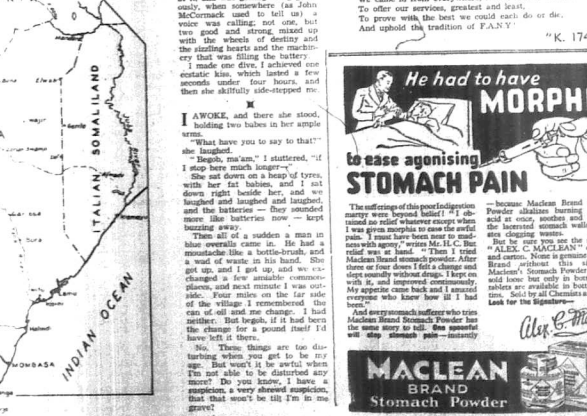 ITALIAN SOMALILAND
INDIAN OCEAN
MOMBASA
ously, when somewhere (as John
McCormack used to tell us) a
voice was calling; not one, but
two good and strong, mixed up
with the wheels of destiny and
the sizzling hearts and the machin-
ery that was filling the battery.
I made one dive, I achieved one
ecstatic kiss, which lasted a few
seconds under four hours, and
then she skilfully side-stepped me.
I AWOKE, and there she stood,
holding two babes in her ample
arms.
"What have you to say to that?"
she laughed.
"Begob, ma'am," I stuttered, "if
I stop here much longer—"
She sat down on a heap of tyres,
with her fat babies, and I sat
down right beside her, and we
laughed and laughed and laughed,
and the batteries — they sounded
more like batteries now — kept
buzzing away.
Then all of a sudden a man in
blue overalls came in. He had a
moustache like a bottle-brush, and
a wad of waste in his hand. She
got up, and I got up, and we ex-
changed a few amiable common-
places, and next minute I was out-
side. Four miles on the far side
of the village I remembered the
can of oil and me change. I had
neither. But begob, if it had been
the change for a pound itself I'd
have left it there.
No. These things are too dis-
turbing when you get to be my
age. But won't it be awful when
I'm not able to be disturbed any
more? Do you know, I have a
suspicion, a very shrewd suspicion,
that that won't be till I'm in me
grave?
To offer our services, greatest and least,
To prove with the best we could each do or die,
And uphold the tradition of F.A.N.Y.'
"K. 174
He had to have
MORPH
to ease agonising
STOMACH PAIN
The sufferings of this poor Indigestion
martyr were beyond belief! "I ob-
tained no relief whatever except when
I was given morphia to ease the awful
pain. I must have been near to mad-
ness with agony," writes Mr. H. C. But
relief was at hand. "Then I tried
Maclean Brand Stomach powder. After
three or four doses I felt a change and
slept soundly without drugs. I kept on
with it, and improved continuously.
My appetite came back and I amazed
everyone who knew how ill I had
been."
And every stomach sufferer who tries
Maclean Brand Stomach Powder has
the same story to tell. One spoonful
will stop stomach pain—instantly
—because Maclean Brand
Powder alkalizes burning
acid at once, soothes and
the lacerated stomach wall
ates clogging wastes.
But be sure you see the
"ALEX. C. MACLEAN"
and carton. None is genuine
Brand without this
Maclean's Stomach Powder
sold loose but only in bott
tablets are available in bott
tins. Sold by all Chemist
Look for the Signature—
Alex. C. Ma
MACLEAN
BRAND
Stomach Powder